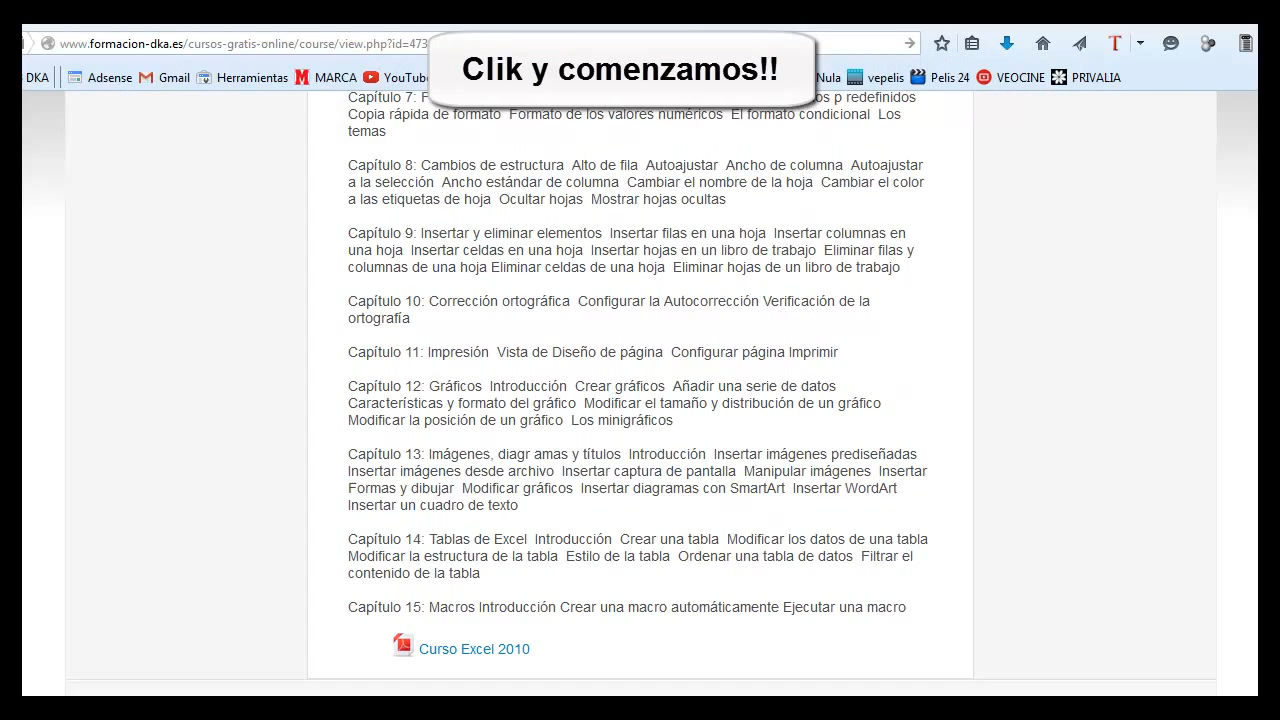 www.formacion-dka.es/cursos-gratis-online/course/view.php?id=473
Clik y comenzamos!!
DKA Adsense Gmail Herramientas MARCA YouTube Nula vepelis Pelis 24 VEOCINE PRIVALIA
Capítulo 7: p redefinidos
Copia rápida de formato Formato de los valores numéricos El formato condicional Los
temas
Capítulo 8: Cambios de estructura Alto de fila Autoajustar Ancho de columna Autoajustar
a la selección Ancho estándar de columna Cambiar el nombre de la hoja Cambiar el color
a las etiquetas de hoja Ocultar hojas Mostrar hojas ocultas
Capítulo 9: Insertar y eliminar elementos Insertar filas en una hoja Insertar columnas en
una hoja Insertar celdas en una hoja Insertar hojas en un libro de trabajo Eliminar filas y
columnas de una hoja Eliminar celdas de una hoja Eliminar hojas de un libro de trabajo
Capítulo 10: Corrección ortográfica Configurar la Autocorrección Verificación de la
ortografía
Capítulo 11: Impresión Vista de Diseño de página Configurar página Imprimir
Capítulo 12: Gráficos Introducción Crear gráficos Añadir una serie de datos
Características y formato del gráfico Modificar el tamaño y distribución de un gráfico
Modificar la posición de un gráfico Los minigráficos
Capítulo 13: Imágenes, diagr amas y títulos Introducción Insertar imágenes prediseñadas
Insertar imágenes desde archivo Insertar captura de pantalla Manipular imágenes Insertar
Formas y dibujar Modificar gráficos Insertar diagramas con SmartArt Insertar WordArt
Insertar un cuadro de texto
Capítulo 14: Tablas de Excel Introducción Crear una tabla Modificar los datos de una tabla
Modificar la estructura de la tabla Estilo de la tabla Ordenar una tabla de datos Filtrar el
contenido de la tabla
Capítulo 15: Macros Introducción Crear una macro automáticamente Ejecutar una macro
Curso Excel 2010